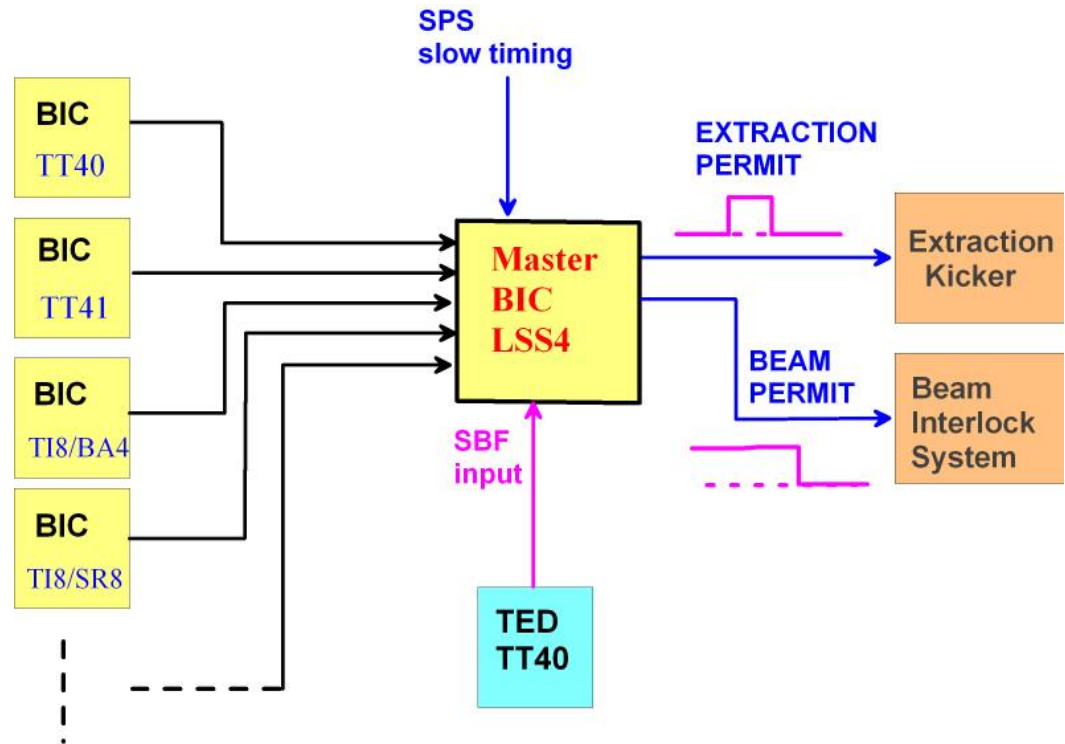 SPS
slow timing
BIC
TT40
BIC
TT41
BIC
TI8/BA4
BIC
TI8/SR8
Master
BIC
LSS4
SBF
input
TED
TT40
EXTRACTION
PERMIT
BEAM
PERMIT
Extraction
Kicker
Beam
Interlock
System